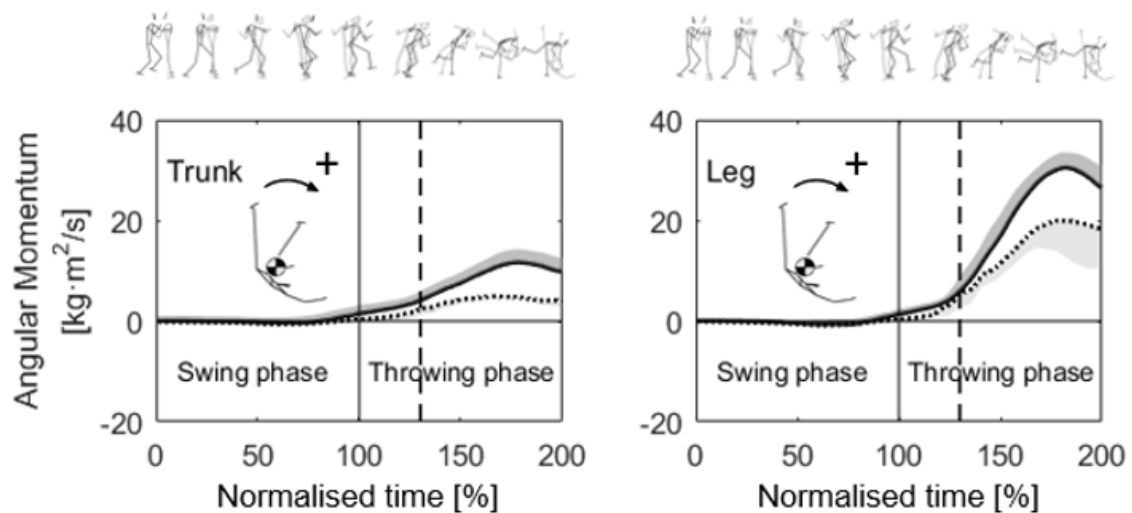 Angular Momentum
[kg·m²/s]
40
20
0
-20
Trunk
+
Swing phase
Throwing phase
0 50 100 150 200
Normalised time [%]
40
20
0
-20
Leg
+
Swing phase
Throwing phase
0 50 100 150 200
Normalised time [%]